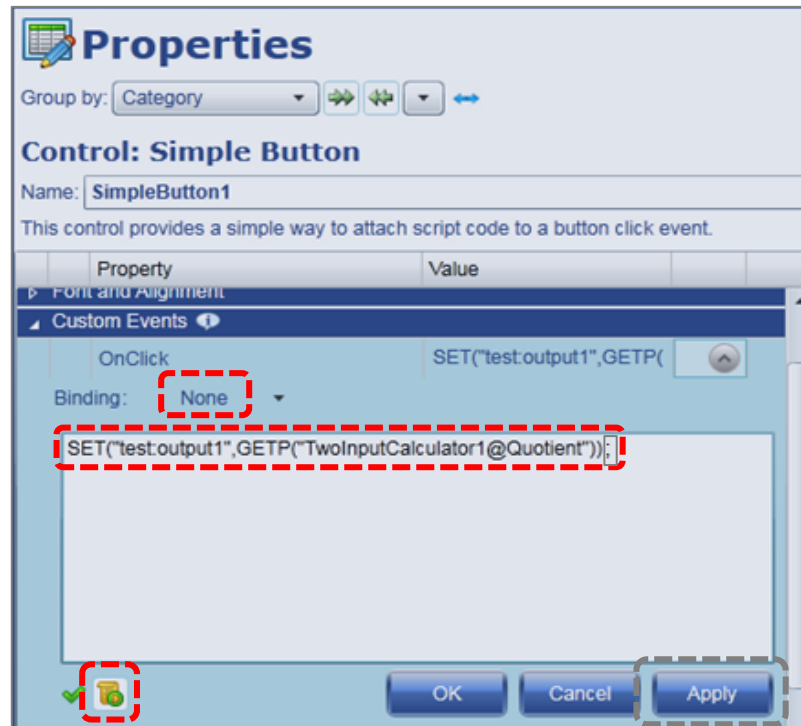 Properties
Group by: Category
Control: Simple Button
Name: SimpleButton1
This control provides a simple way to attach script code to a button click event.
Property Value
Font and Alignment
Custom Events
OnClick SET("test:output1",GETP(
Binding: None
SET("test:output1",GETP("TwoInputCalculator1@Quotient"));
OK Cancel Apply